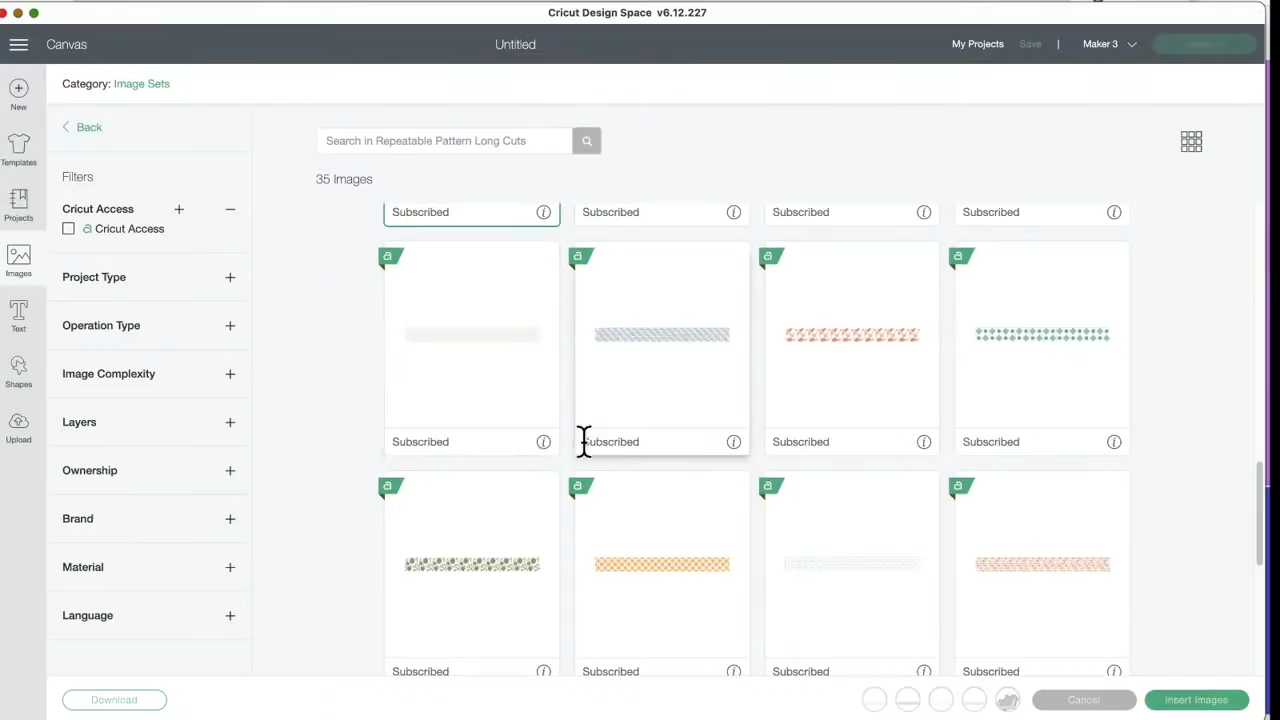 Cricut Design Space v6.12.227
Canvas
Untitled
My Projects
Save
|
Maker 3
New
Templates
Projects
Images
Text
Shapes
Upload
Category: Image Sets
Back
Filters
Cricut Access
Cricut Access
Project Type
Operation Type
Image Complexity
Layers
Ownership
Brand
Material
Language
Search in Repeatable Pattern Long Cuts
35 Images
Subscribed
Subscribed
Subscribed
Subscribed
Subscribed
Subscribed
Subscribed
Subscribed
Subscribed
Subscribed
Subscribed
Subscribed
Download
Cancel
Insert Images